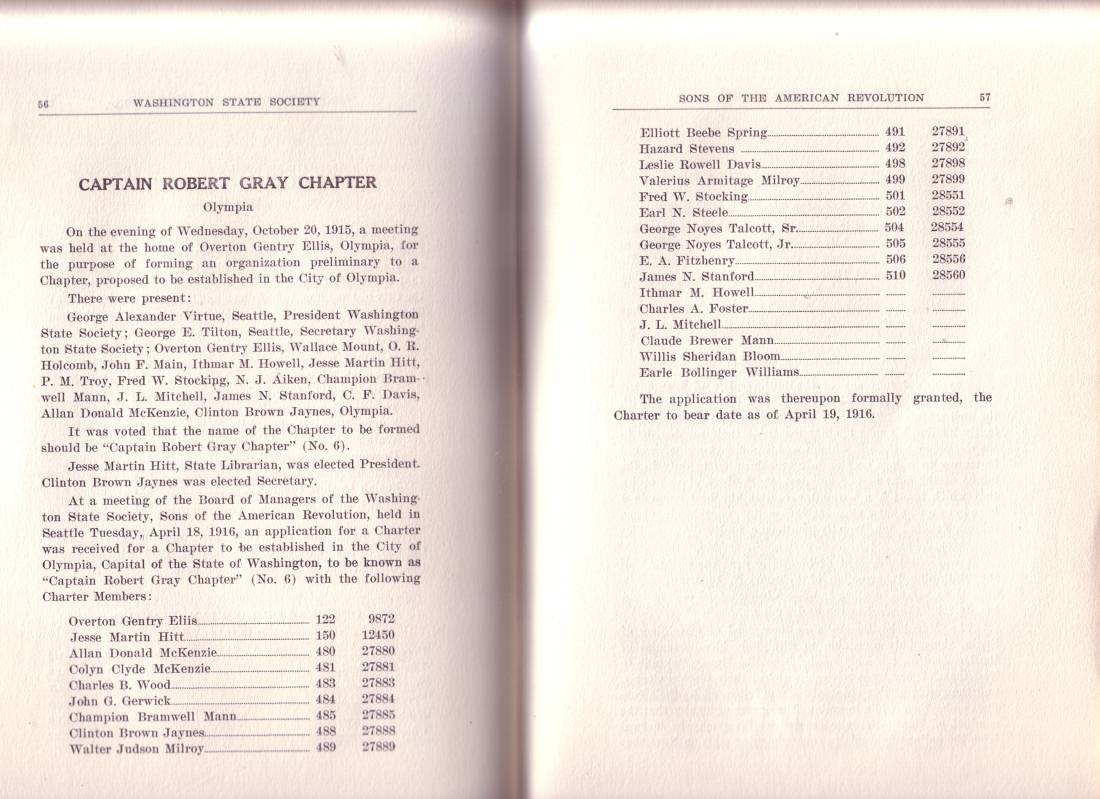 56 WASHINGTON STATE SOCIETY
CAPTAIN ROBERT GRAY CHAPTER
Olympia
On the evening of Wednesday, October 20, 1915, a meeting
was held at the home of Overton Gentry Ellis, Olympia, for
the purpose of forming an organization preliminary to a
Chapter, proposed to be established in the City of Olympia.
There were present:
George Alexander Virtue, Seattle, President Washington
State Society; George E. Tilton, Seattle, Secretary Washing-
ton State Society; Overton Gentry Ellis, Wallace Mount, O. R.
Holcomb, John F. Main, Ithmar M. Howell, Jesse Martin Hitt,
P. M. Troy, Fred W. Stocking, N. J. Aiken, Champion Bram-
well Mann, J. L. Mitchell, James N. Stanford, C. F. Davis,
Allan Donald McKenzie, Clinton Brown Jaynes, Olympia.
It was voted that the name of the Chapter to be formed
should be "Captain Robert Gray Chapter" (No. 6).
Jesse Martin Hitt, State Librarian, was elected President.
Clinton Brown Jaynes was elected Secretary.
At a meeting of the Board of Managers of the Washing-
ton State Society, Sons of the American Revolution, held in
Seattle Tuesday, April 18, 1916, an application for a Charter
was received for a Chapter to be established in the City of
Olympia, Capital of the State of Washington, to be known as
"Captain Robert Gray Chapter" (No. 6) with the following
Charter Members:
Overton Gentry Eliis 122 9872
Jesse Martin Hitt 150 12450
Allan Donald McKenzie 480 27880
Colyn Clyde McKenzie 481 27881
Charles B. Wood 483 27883
John G. Gerwick 484 27884
Champion Bramwell Mann 485 27885
Clinton Brown Jaynes 488 27888
Walter Judson Milroy 489 27889
SONS OF THE AMERICAN REVOLUTION 57
Elliott Beebe Spring 491 27891
Hazard Stevens 492 27892
Leslie Rowell Davis 498 27898
Valerius Armitage Milroy 499 27899
Fred W. Stocking 501 28551
Earl N. Steele 502 28552
George Noyes Talcott, Sr. 504 28554
George Noyes Talcott, Jr. 505 28555
E. A. Fitzhenry 506 28556
James N. Stanford 510 28560
Ithmar M. Howell
Charles A. Foster
J. L. Mitchell
Claude Brewer Mann
Willis Sheridan Bloom
Earle Bollinger Williams
The application was thereupon formally granted, the
Charter to bear date as of April 19, 1916.